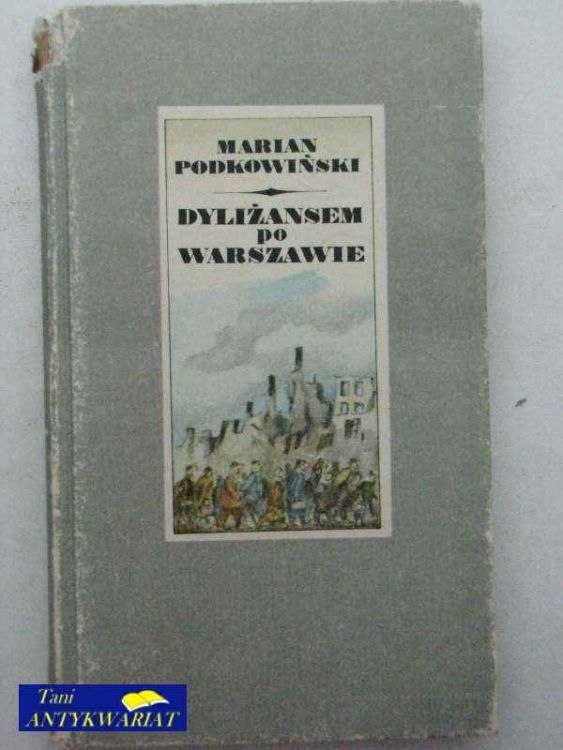 MARIAN
PODKOWIŃSKI
DYLIŻANSEM
po
WARSZAWIE
Tani
ANTYKWARIAT